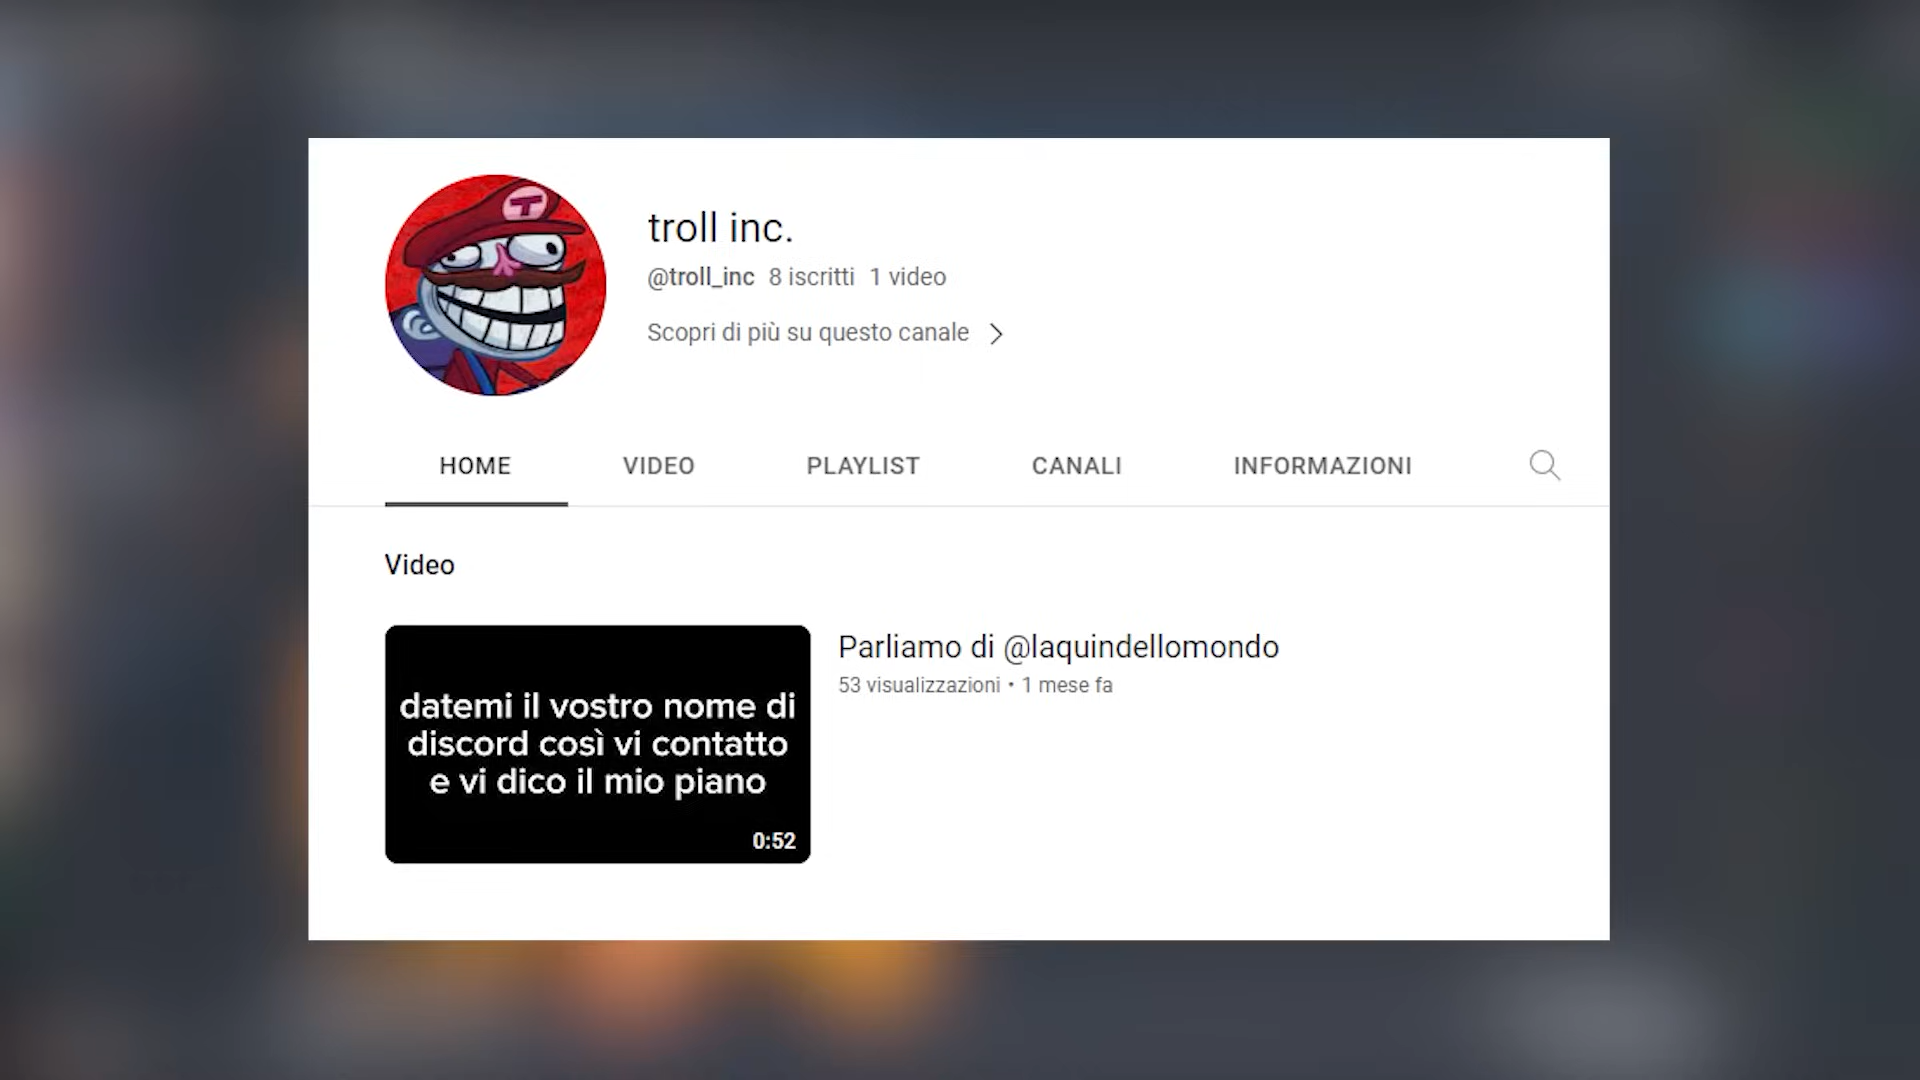 T
troll inc.
@troll_inc 8 iscritti 1 video
Scopri di più su questo canale
HOME VIDEO PLAYLIST CANALI INFORMAZIONI
Video
datemi il vostro nome di
discord così vi contatto
e vi dico il mio piano
0:52
Parliamo di @laquindellomondo
53 visualizzazioni • 1 mese fa